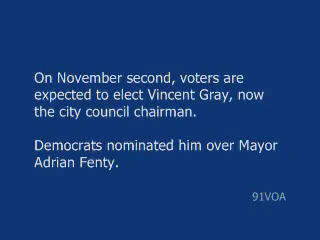 On November second, voters are
expected to elect Vincent Gray, now
the city council chairman.
Democrats nominated him over Mayor
Adrian Fenty.
91VOA